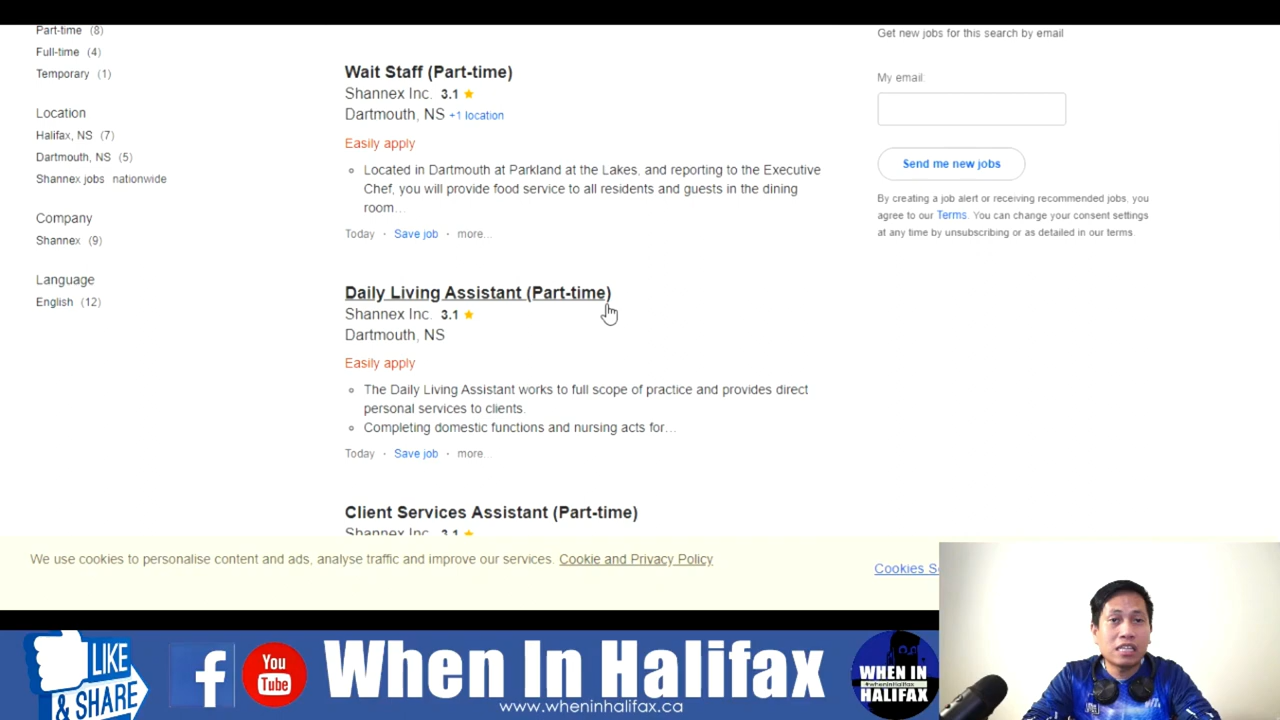 Part-time (8)
Full-time (4)
Temporary (1)
Location
Halifax, NS (7)
Dartmouth, NS (5)
Shannex jobs nationwide
Company
Shannex (9)
Language
English (12)
Wait Staff (Part-time)
Shannex Inc. 3.1
Dartmouth, NS +1 location
Easily apply
Located in Dartmouth at Parkland at the Lakes, and reporting to the Executive
Chef, you will provide food service to all residents and guests in the dining
room…
Today · Save job · more...
Daily Living Assistant (Part-time)
Shannex Inc. 3.1
Dartmouth, NS
Easily apply
The Daily Living Assistant works to full scope of practice and provides direct
personal services to clients.
Completing domestic functions and nursing acts for…
Today · Save job · more...
Client Services Assistant (Part-time)
Shannex Inc. 3.1
Get new jobs for this search by email
My email:
Send me new jobs
By creating a job alert or receiving recommended jobs, you
agree to our Terms. You can change your consent settings
at any time by unsubscribing or as detailed in our terms.
We use cookies to personalise content and ads, analyse traffic and improve our services. Cookie and Privacy Policy
Cookies
LIKE
& SHARE
f
You
Tube
When In Halifax
www.wheninhalifax.ca
WHEN IN
#wheninhalifax
HALIFAX